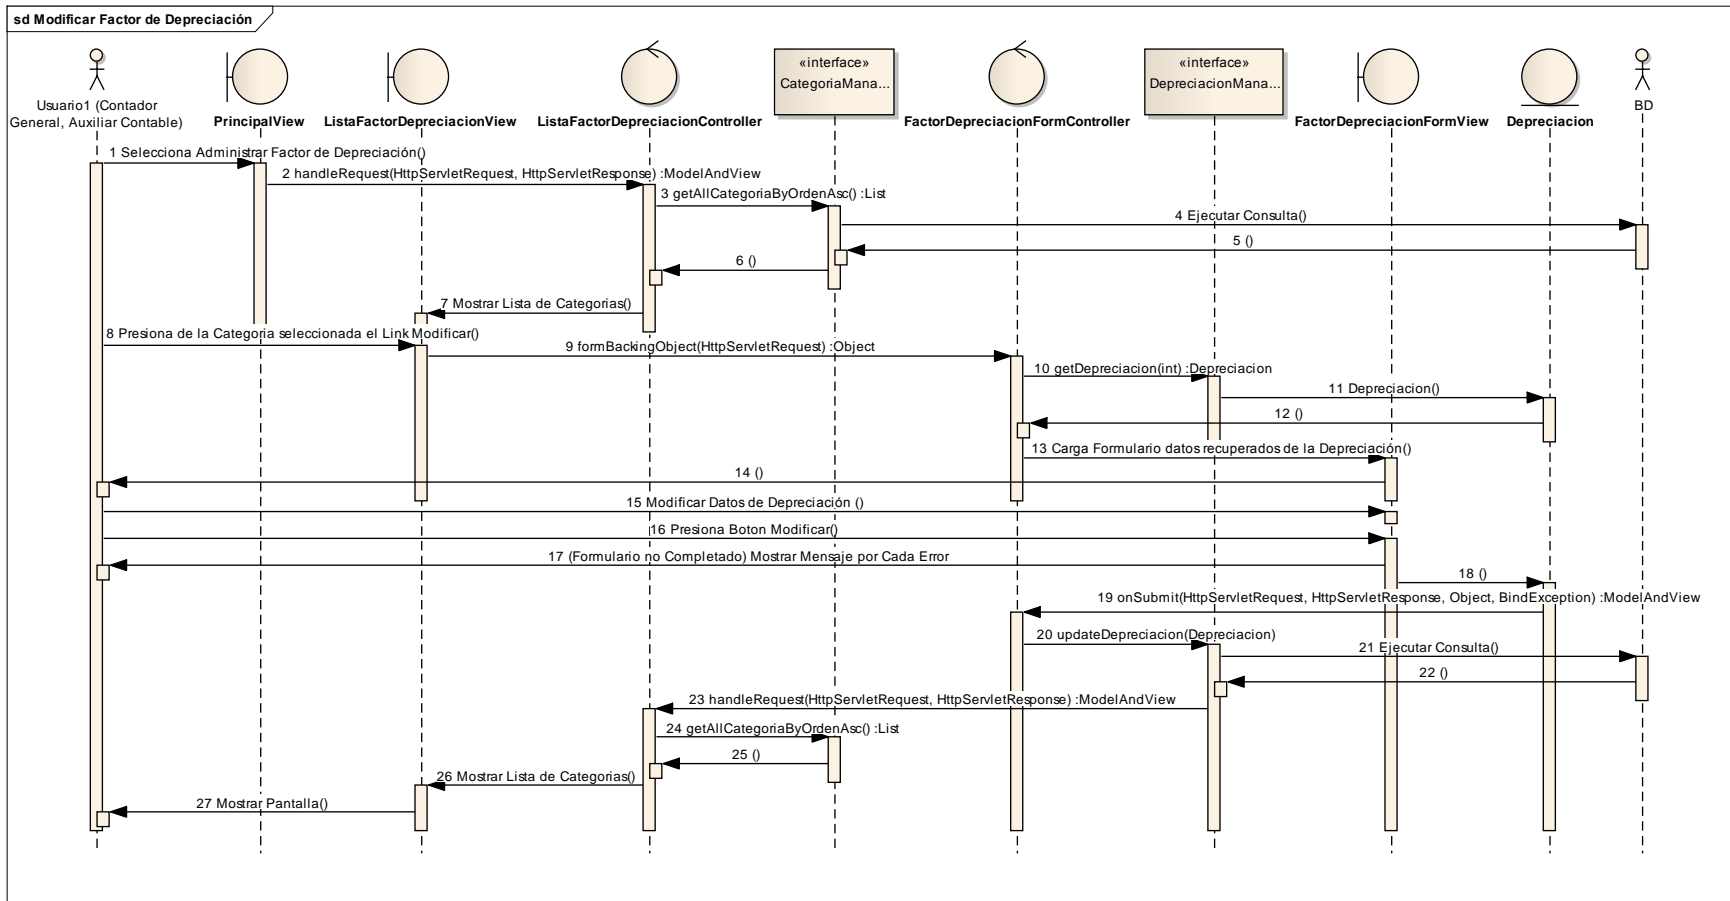 sd Modificar Factor de Depreciación
Usuario1 (Contador
General, Auxiliar Contable)
PrincipalView
ListaFactorDepreciacionView
ListaFactorDepreciacionController
«interface»
CategoriaMana...
FactorDepreciacionFormController
«interface»
DepreciacionMana...
FactorDepreciacionFormView
Depreciacion
BD
1 Selecciona Administrar Factor de Depreciación()
2 handleRequest(HttpServletRequest, HttpServletResponse) :ModelAndView
3 getAllCategoriaByOrdenAsc() :List
4 Ejecutar Consulta()
5 ()
6 ()
7 Mostrar Lista de Categorias()
8 Presiona de la Categoria seleccionada el Link Modificar()
9 formBackingObject(HttpServletRequest) :Object
10 getDepreciacion(int) :Depreciacion
11 Depreciacion()
12 ()
13 Carga Formulario datos recuperados de la Depreciación()
14 ()
15 Modificar Datos de Depreciación ()
16 Presiona Boton Modificar()
17 (Formulario no Completado) Mostrar Mensaje por Cada Error
18 ()
19 onSubmit(HttpServletRequest, HttpServletResponse, Object, BindException) :ModelAndView
20 updateDepreciacion(Depreciacion)
21 Ejecutar Consulta()
22 ()
23 handleRequest(HttpServletRequest, HttpServletResponse) :ModelAndView
24 getAllCategoriaByOrdenAsc() :List
25 ()
26 Mostrar Lista de Categorias()
27 Mostrar Pantalla()